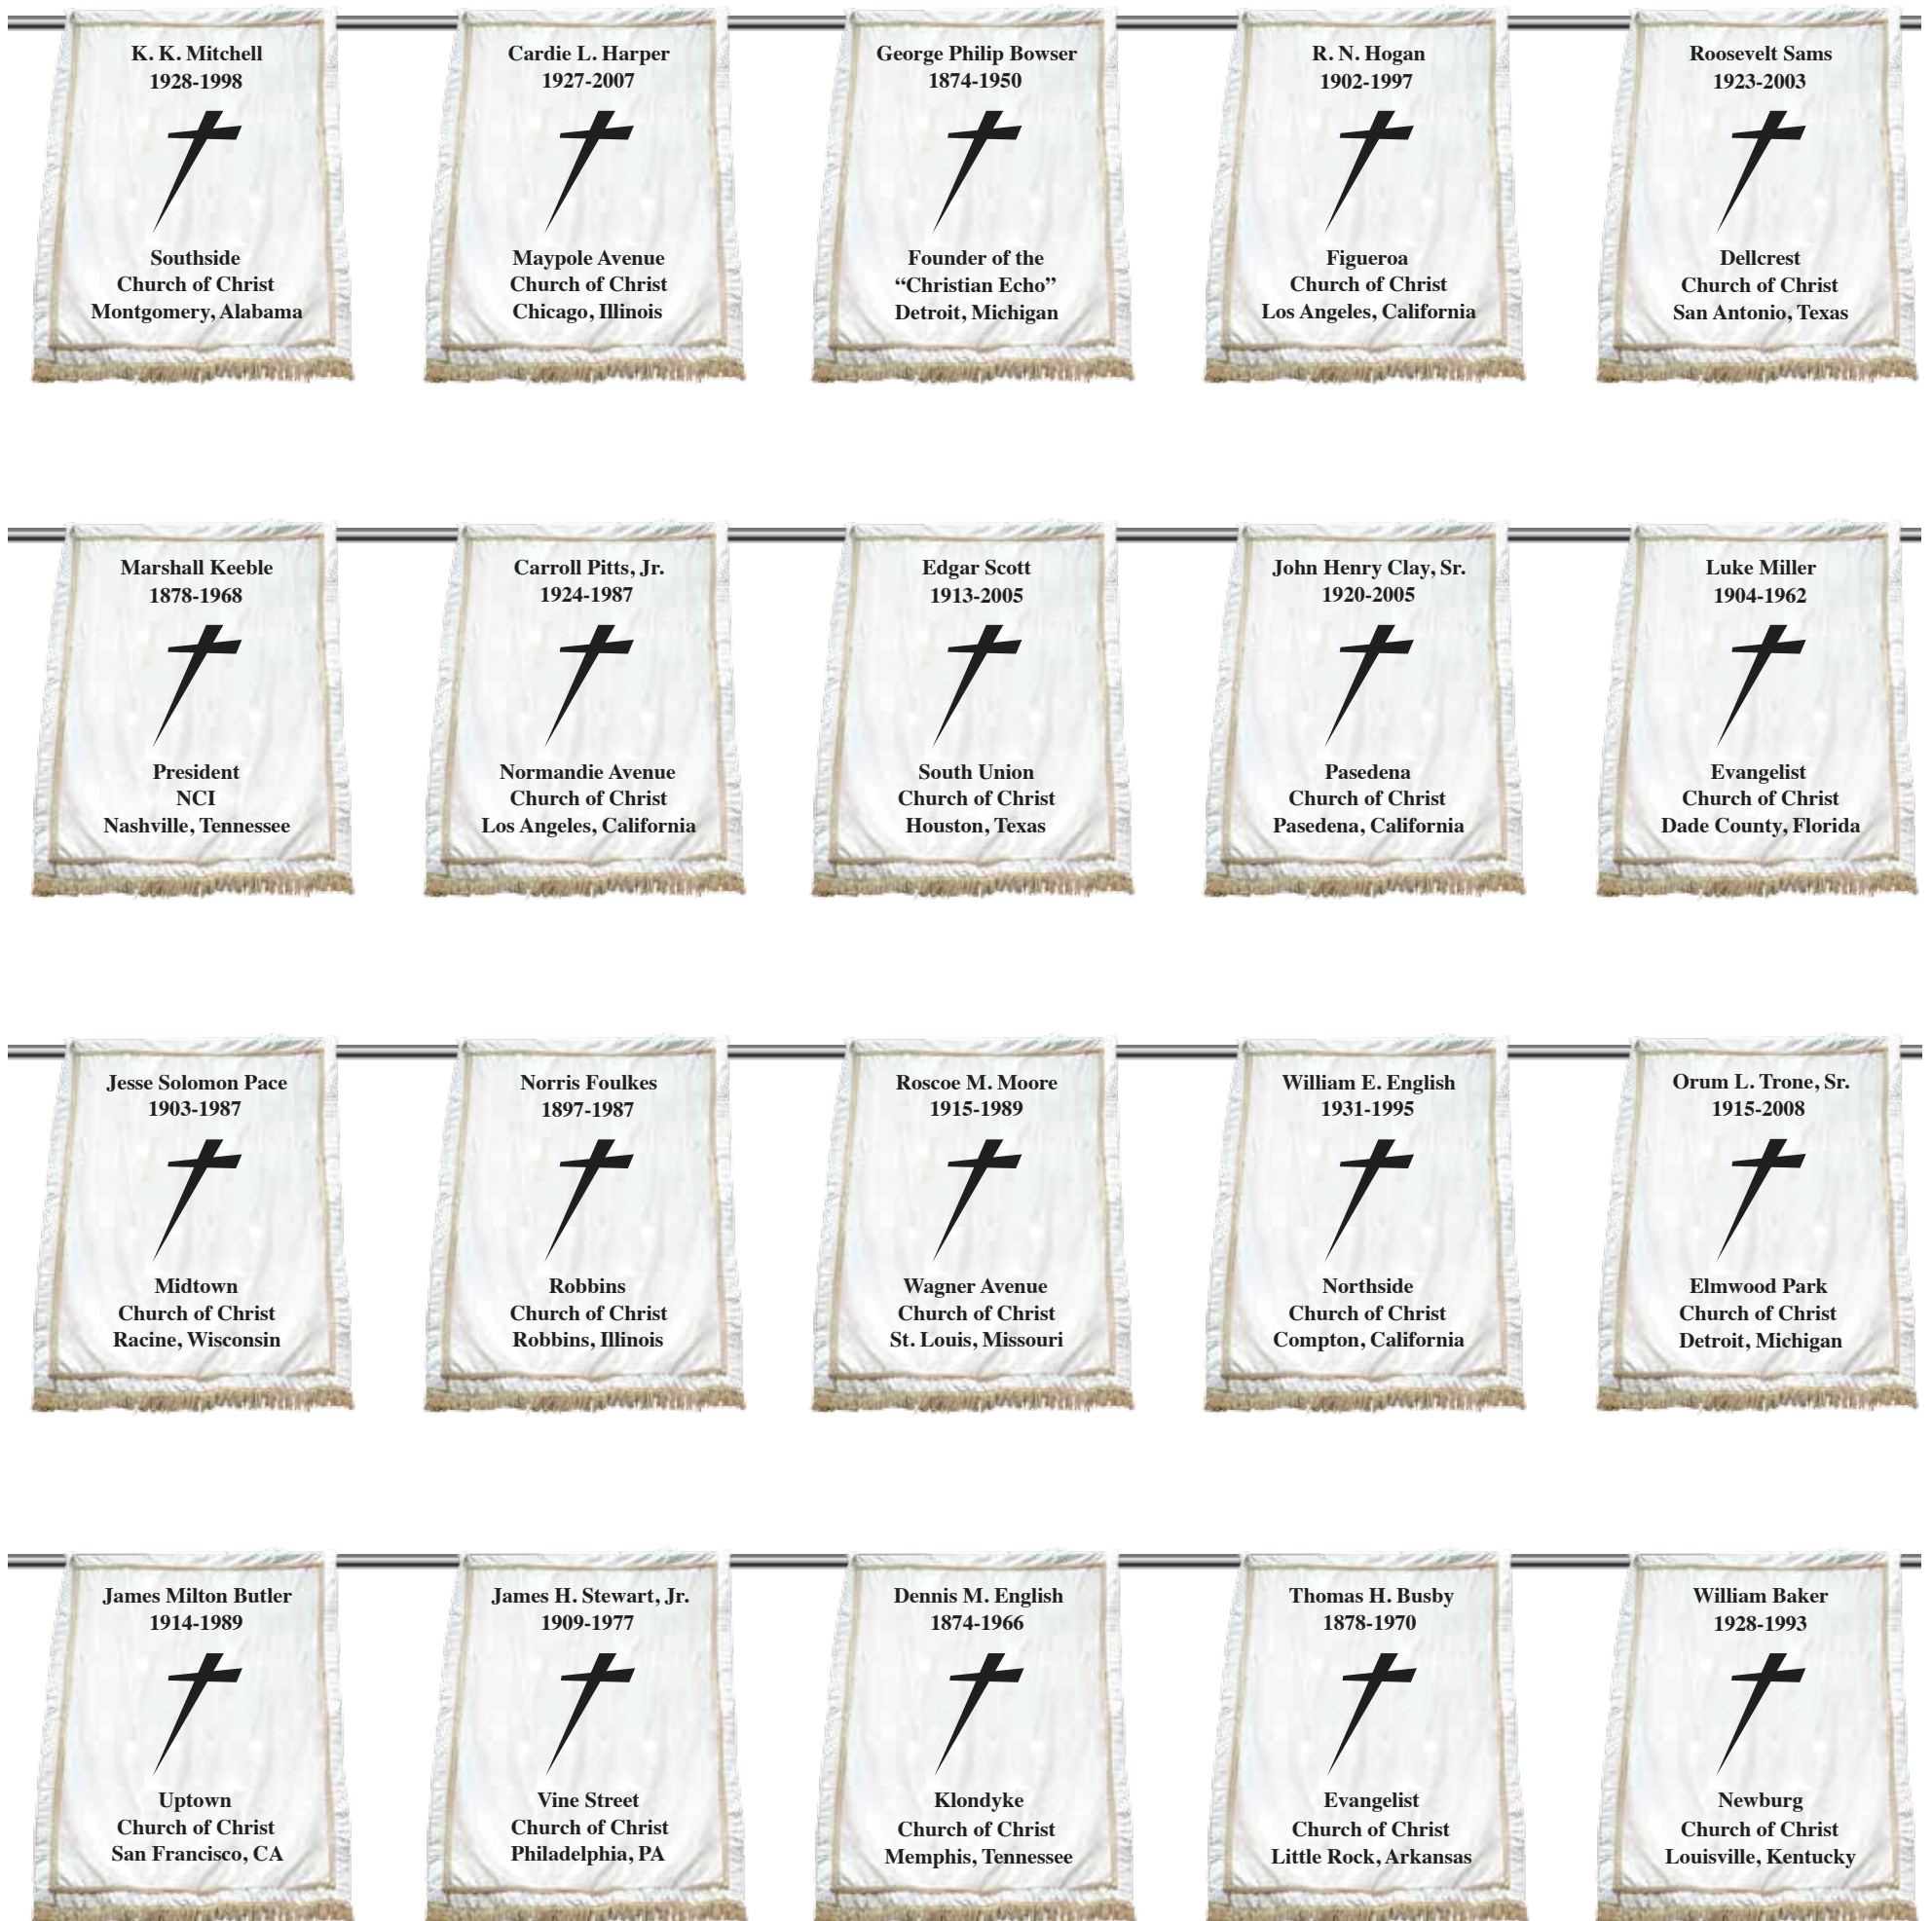 K. K. Mitchell
1928-1998
Southside
Church of Christ
Montgomery, Alabama
Cardie L. Harper
1927-2007
Maypole Avenue
Church of Christ
Chicago, Illinois
George Philip Bowser
1874-1950
Founder of the
“Christian Echo”
Detroit, Michigan
R. N. Hogan
1902-1997
Figueroa
Church of Christ
Los Angeles, California
Roosevelt Sams
1923-2003
Dellcrest
Church of Christ
San Antonio, Texas
Marshall Keeble
1878-1968
President
NCI
Nashville, Tennessee
Carroll Pitts, Jr.
1924-1987
Normandie Avenue
Church of Christ
Los Angeles, California
Edgar Scott
1913-2005
South Union
Church of Christ
Houston, Texas
John Henry Clay, Sr.
1920-2005
Pasedena
Church of Christ
Pasedena, California
Luke Miller
1904-1962
Evangelist
Church of Christ
Dade County, Florida
Jesse Solomon Pace
1903-1987
Midtown
Church of Christ
Racine, Wisconsin
Norris Foulkes
1897-1987
Robbins
Church of Christ
Robbins, Illinois
Roscoe M. Moore
1915-1989
Wagner Avenue
Church of Christ
St. Louis, Missouri
William E. English
1931-1995
Northside
Church of Christ
Compton, California
Orum L. Trone, Sr.
1915-2008
Elmwood Park
Church of Christ
Detroit, Michigan
James Milton Butler
1914-1989
Uptown
Church of Christ
San Francisco, CA
James H. Stewart, Jr.
1909-1977
Vine Street
Church of Christ
Philadelphia, PA
Dennis M. English
1874-1966
Klondyke
Church of Christ
Memphis, Tennessee
Thomas H. Busby
1878-1970
Evangelist
Church of Christ
Little Rock, Arkansas
William Baker
1928-1993
Newburg
Church of Christ
Louisville, Kentucky